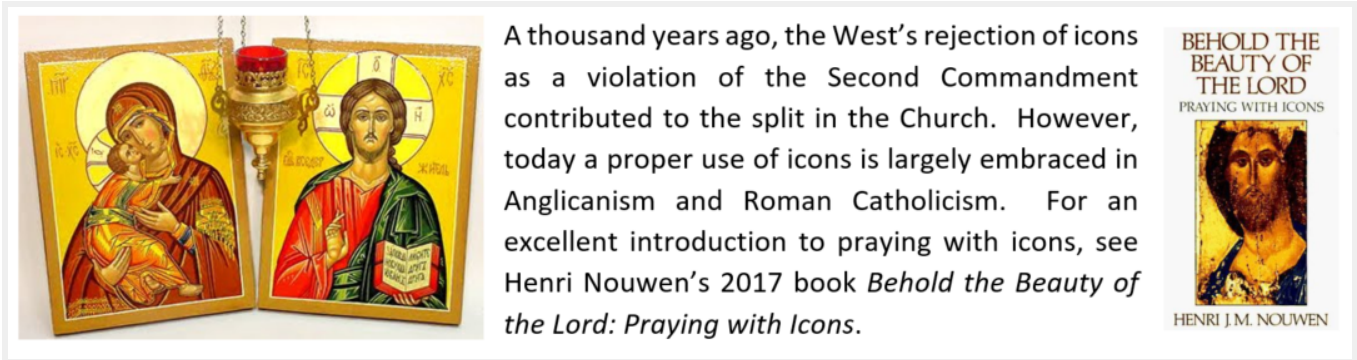 A thousand years ago, the West’s rejection of icons
as a violation of the Second Commandment
contributed to the split in the Church. However,
today a proper use of icons is largely embraced in
Anglicanism and Roman Catholicism. For an
excellent introduction to praying with icons, see
Henri Nouwen’s 2017 book Behold the Beauty of
the Lord: Praying with Icons.
BEHOLD THE
BEAUTY OF
THE LORD
PRAYING WITH ICONS
HENRI J.M. NOUWEN